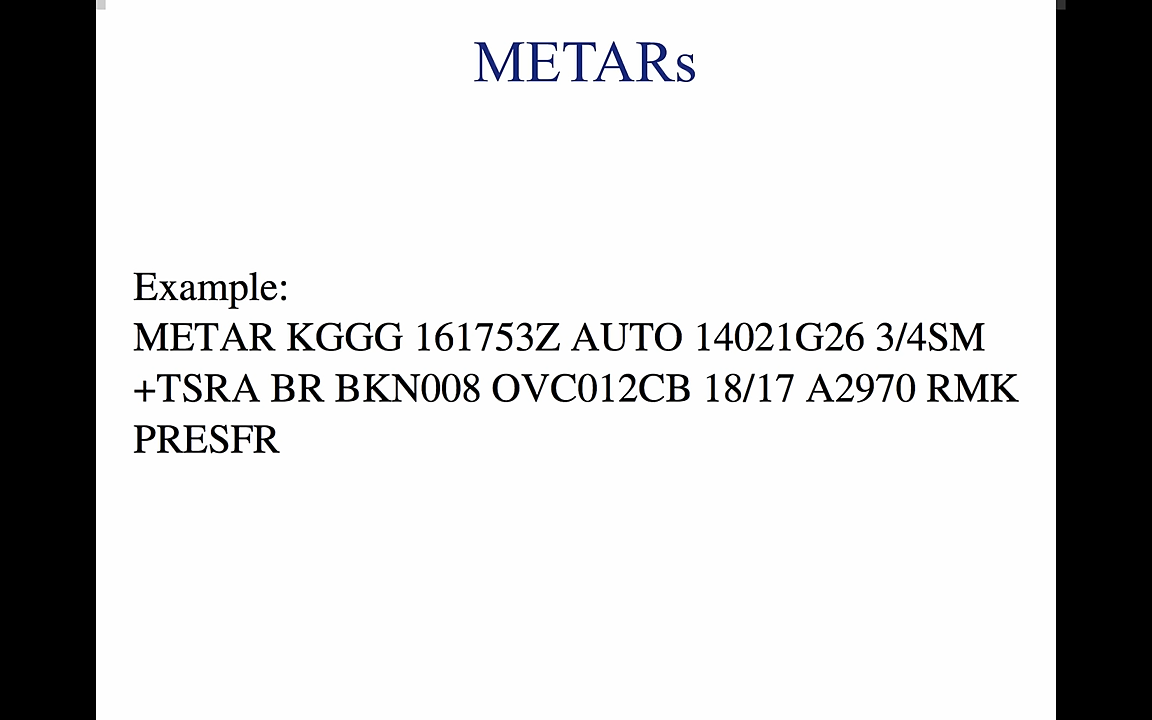 METARs
Example:
METAR KGGG 161753Z AUTO 14021G26 3/4SM
+TSRA BR BKN008 OVC012CB 18/17 A2970 RMK
PRESFR